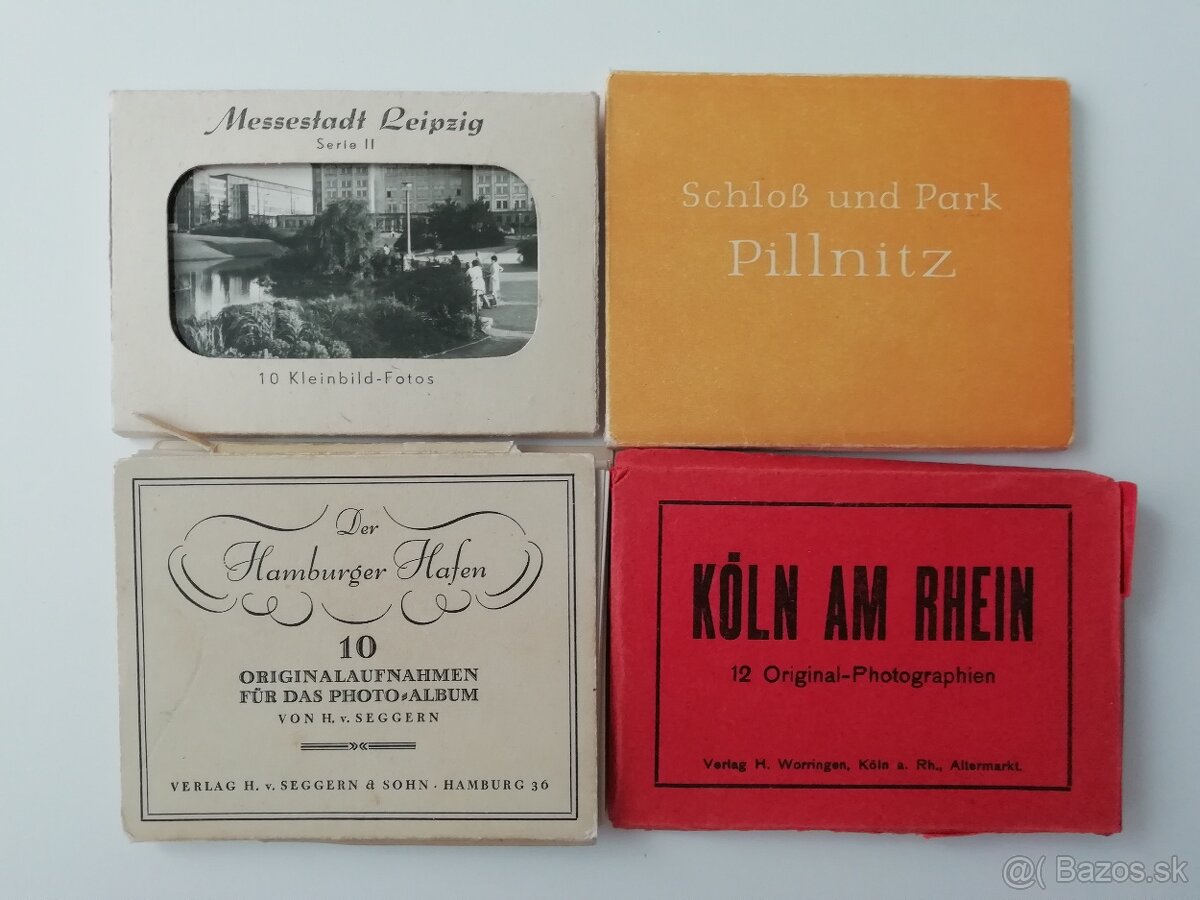 Messestadt Leipzig
Serie II
10 Kleinbild-Fotos
Schloß und Park
Pillnitz
Der
Hamburger Hafen
10
ORIGINALAUFNAHMEN
FÜR DAS PHOTO-ALBUM
VON H. v. SEGGERN
VERLAG H. v. SEGGERN & SOHN · HAMBURG 36
KÖLN AM RHEIN
12 Original-Photographien
Verlag H. Worringen, Köln a. Rh., Altermarkt.
@( Bazos.sk